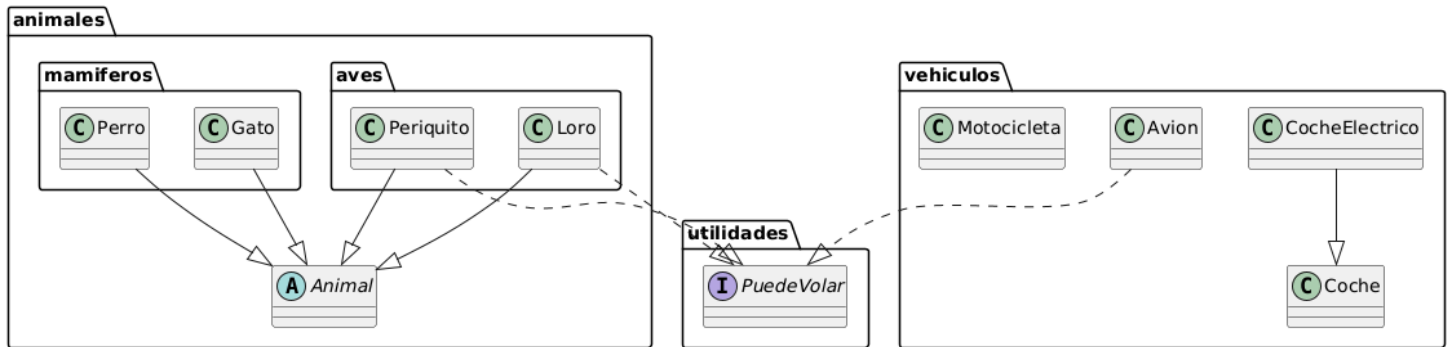 animales
mamiferos
aves
vehiculos
C Perro
C Gato
C Periquito
C Loro
C Motocicleta
C Avion
C CocheElectrico
utilidades
A Animal
I PuedeVolar
C Coche